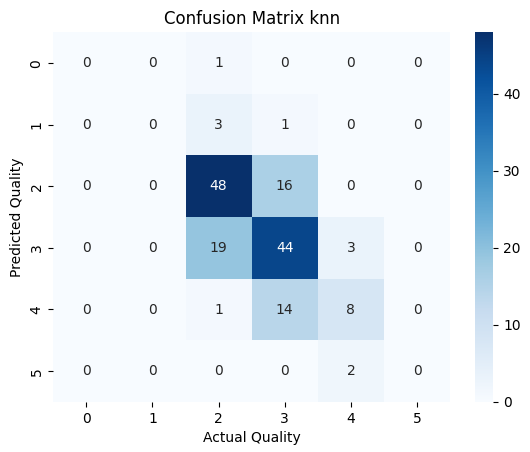 Confusion Matrix knn
0 0 0 1 0 0 0
1 0 0 3 1 0 0
2 0 0 48 16 0 0
3 0 0 19 44 3 0
4 0 0 1 14 8 0
5 0 0 0 0 2 0
0 1 2 3 4 5
Predicted Quality
Actual Quality
40
30
20
10
0